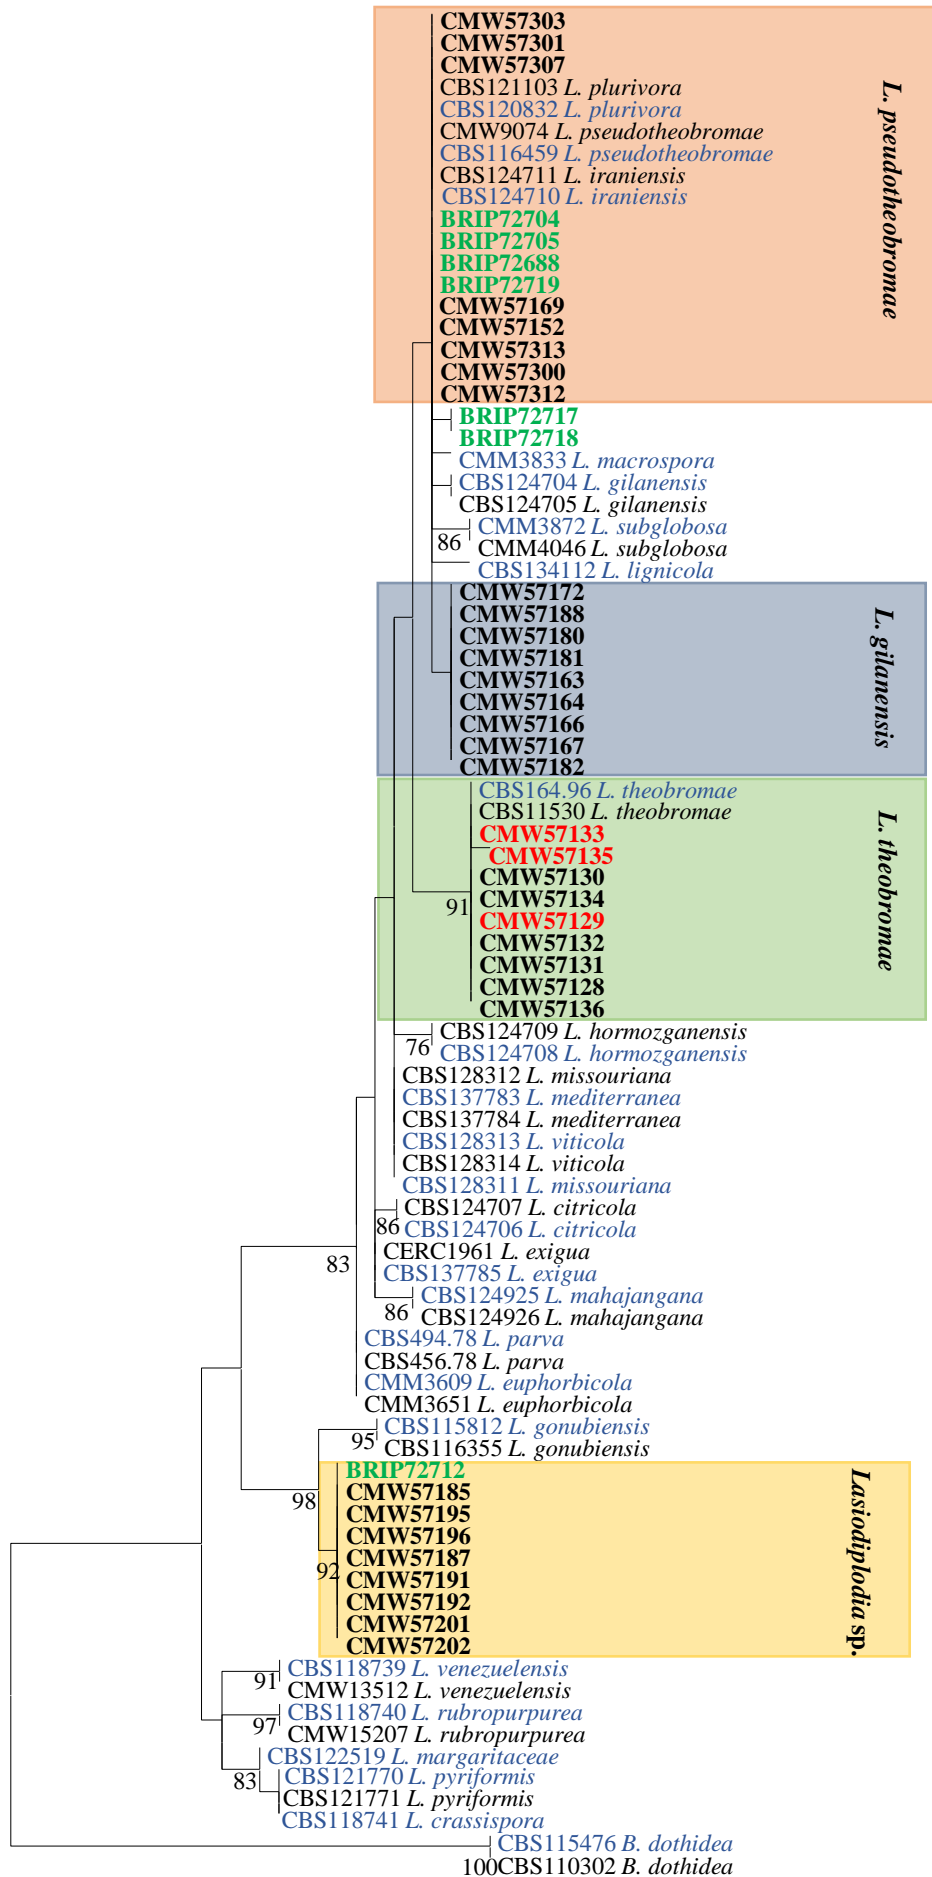 CMW57303
CMW57301
CMW57307
CBS121103 L. plurivora
CBS120832 L. plurivora
CMW9074 L. pseudotheobromae
CBS116459 L. pseudotheobromae
CBS124711 L. iraniensis
CBS124710 L. iraniensis
BRIP72704
BRIP72705
BRIP72688
BRIP72719
CMW57169
CMW57152
CMW57313
CMW57300
CMW57312
L. pseudotheobromae
BRIP72717
BRIP72718
CMM3833 L. macrospora
CBS124704 L. gilanensis
CBS124705 L. gilanensis
CMM3872 L. subglobosa
86
CMM4046 L. subglobosa
CBS134112 L. lignicola
CMW57172
CMW57188
CMW57180
CMW57181
CMW57163
CMW57164
CMW57166
CMW57167
CMW57182
L. gilanensis
CBS164.96 L. theobromae
CBS11530 L. theobromae
CMW57133
CMW57135
CMW57130
CMW57134
91
CMW57129
CMW57132
CMW57131
CMW57128
CMW57136
L. theobromae
CBS124709 L. hormozganensis
76
CBS124708 L. hormozganensis
CBS128312 L. missouriana
CBS137783 L. mediterranea
CBS137784 L. mediterranea
CBS128313 L. viticola
CBS128314 L. viticola
CBS128311 L. missouriana
CBS124707 L. citricola
86
CBS124706 L. citricola
CERC1961 L. exigua
83
CBS137785 L. exigua
CBS124925 L. mahajangana
86
CBS124926 L. mahajangana
CBS494.78 L. parva
CBS456.78 L. parva
CMM3609 L. euphorbicola
CMM3651 L. euphorbicola
CBS115812 L. gonubiensis
95
CBS116355 L. gonubiensis
BRIP72712
CMW57185
98
CMW57195
CMW57196
CMW57187
92
CMW57191
CMW57192
CMW57201
CMW57202
Lasiodiplodia sp.
CBS118739 L. venezuelensis
91
CMW13512 L. venezuelensis
CBS118740 L. rubropurpurea
97
CMW15207 L. rubropurpurea
CBS122519 L. margaritaceae
83
CBS121770 L. pyriformis
CBS121771 L. pyriformis
CBS118741 L. crassispora
CBS115476 B. dothidea
100
CBS110302 B. dothidea